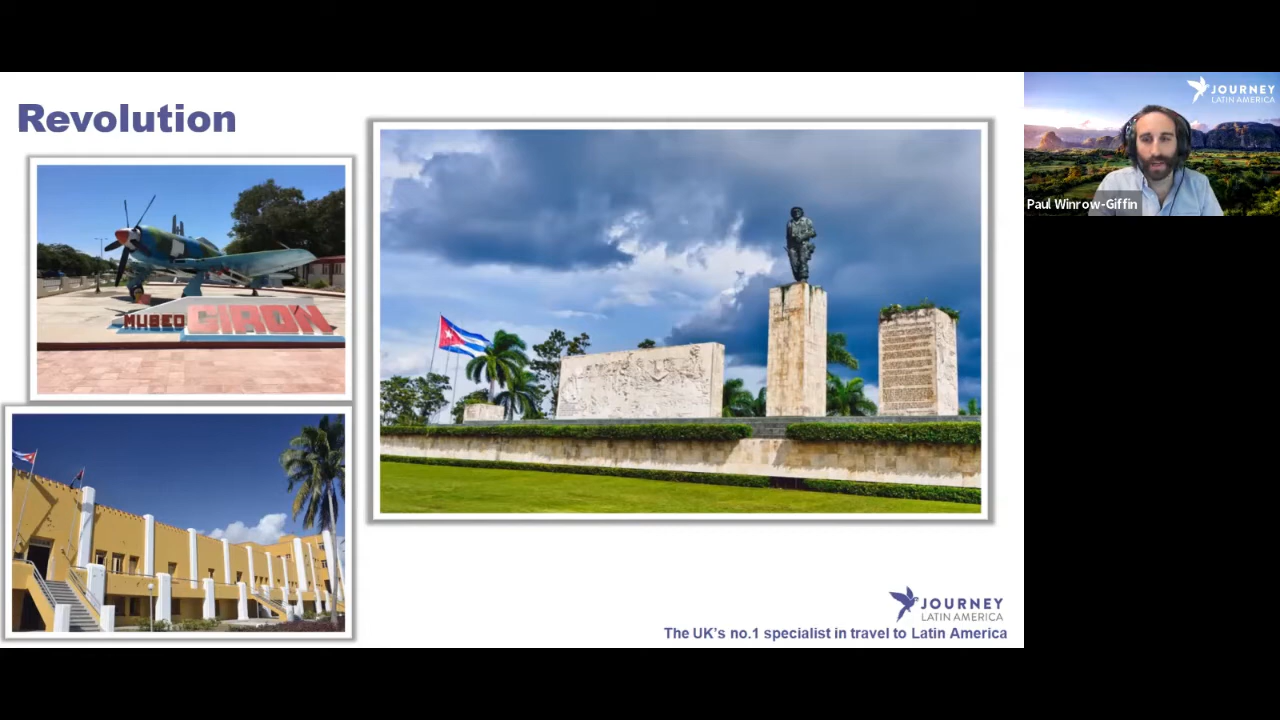 Revolution
MUSEO GIRÓN
JOURNEY
LATIN AMERICA
The UK's no.1 specialist in travel to Latin America
JOURNEY
LATIN AMERICA
Paul Winrow-Giffin